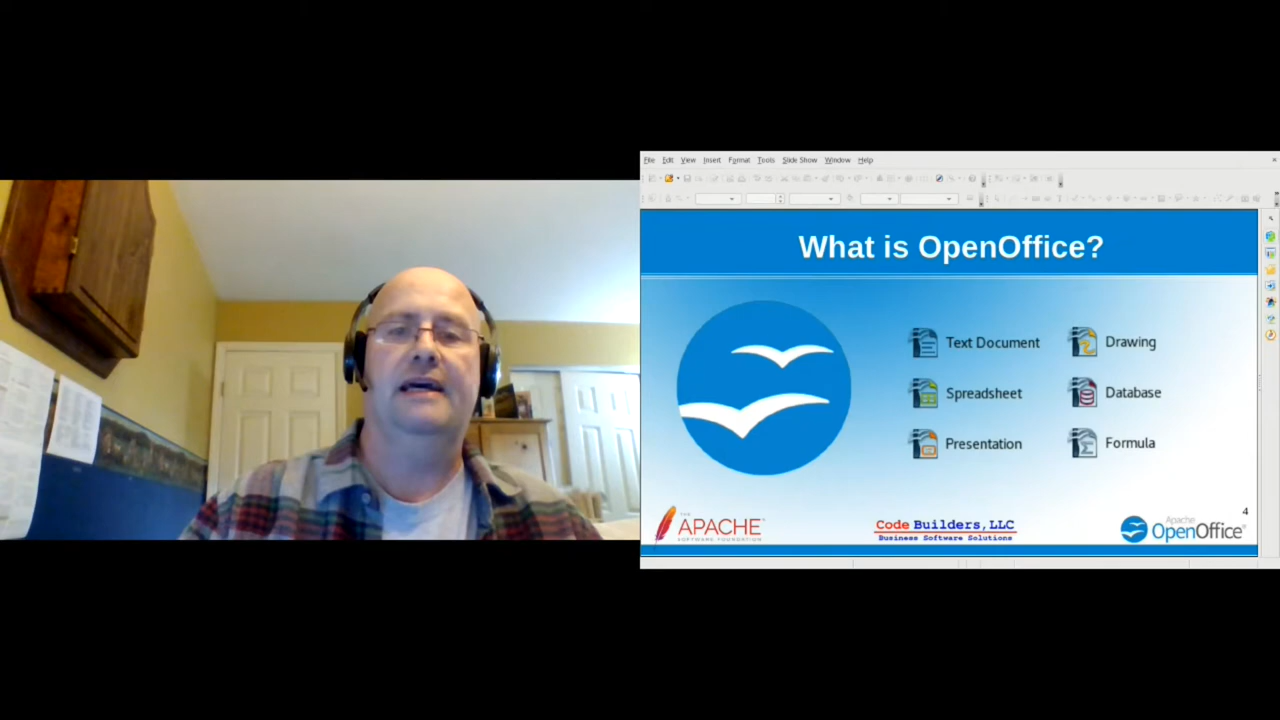 File Edit View Insert Format Tools Slide Show Window Help
What is OpenOffice?
Text Document
Drawing
Spreadsheet
Database
Presentation
Formula
4
THE
APACHE
SOFTWARE FOUNDATION
Code Builders, LLC
Business Software Solutions
Apache
OpenOffice